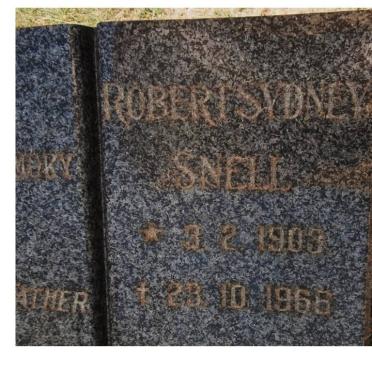 ROBERT SYDNEY
SNELL
* 3. 2. 1903
† 23. 10. 1966